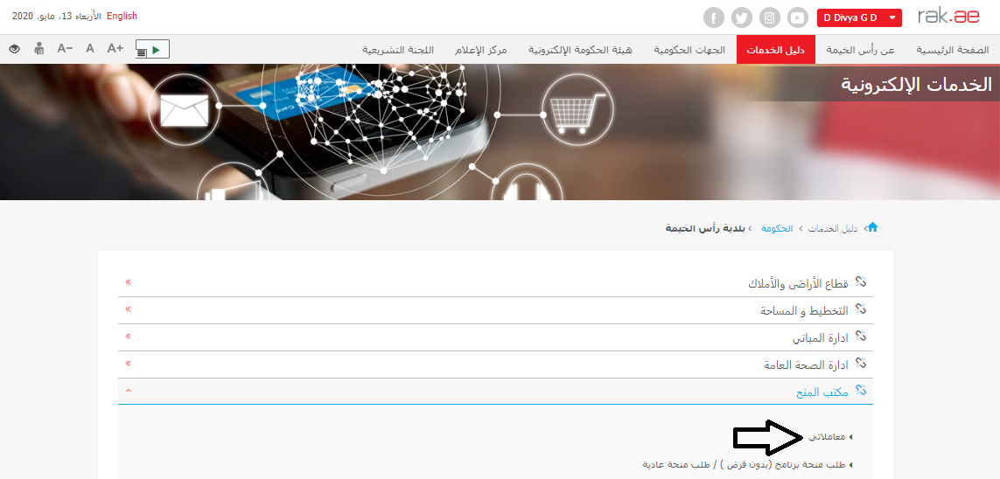 rak.ae
D Divya G D
English الأربعاء 13، مايو، 2020
الصفحة الرئيسية عن رأس الخيمة دليل الخدمات الجهات الحكومية هيئة الحكومة الإلكترونية مركز الإعلام اللجنة التشريعية
A+ A A−
الخدمات الإلكترونية
دليل الخدمات › الحكومة › بلدية رأس الخيمة
قطاع الأراضى والأملاك
التخطيط و المساحة
ادارة المباني
ادارة الصحة العامة
مكتب المنح
معاملاتي
طلب منحة برنامج (بدون قرض ) / طلب منحة عادية